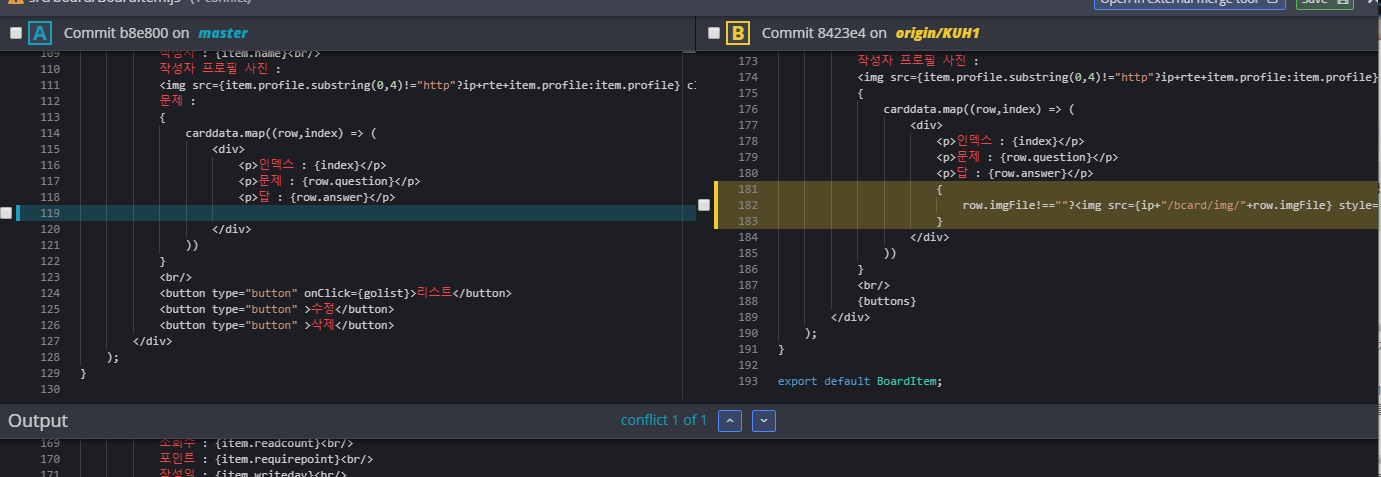 src/board/BoardItem.js (1 conflict)
Open in external merge tool
Save
A Commit b8e800 on master
109 작성자 : {item.name}<br/>
110 작성자 프로필 사진 :
111 <img src={item.profile.substring(0,4)!="http"?ip+rte+item.profile:item.profile} cl
112 문제 :
113 {
114 carddata.map((row,index) => (
115 <div>
116 <p>인덱스 : {index}</p>
117 <p>문제 : {row.question}</p>
118 <p>답 : {row.answer}</p>
119
120 </div>
121 ))
122 }
123 <br/>
124 <button type="button" onClick={golist}>리스트</button>
125 <button type="button" >수정</button>
126 <button type="button" >삭제</button>
127 </div>
128 );
129 }
130
B Commit 8423e4 on origin/KUH1
173 작성자 프로필 사진 :
174 <img src={item.profile.substring(0,4)!="http"?ip+rte+item.profile:item.profile}
175 {
176 carddata.map((row,index) => (
177 <div>
178 <p>인덱스 : {index}</p>
179 <p>문제 : {row.question}</p>
180 <p>답 : {row.answer}</p>
181 {
182 row.imgFile!==""?<img src={ip+"/bcard/img/"+row.imgFile} style=
183 }
184 </div>
185 ))
186 }
187 <br/>
188 {buttons}
189 </div>
190 );
191 }
192
193 export default BoardItem;
Output
conflict 1 of 1
169 조회수 : {item.readcount}<br/>
170 포인트 : {item.requirepoint}<br/>
171 작성일 : {item.writeday}<br/>